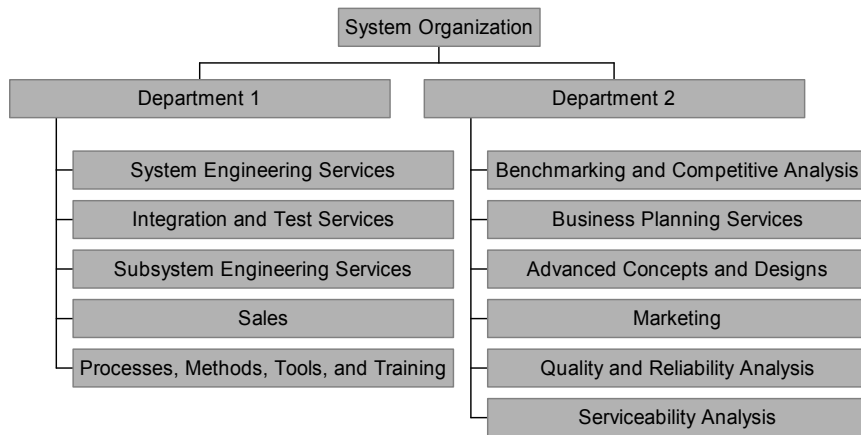 System Organization
Department 1
Department 2
System Engineering Services
Integration and Test Services
Subsystem Engineering Services
Sales
Processes, Methods, Tools, and Training
Benchmarking and Competitive Analysis
Business Planning Services
Advanced Concepts and Designs
Marketing
Quality and Reliability Analysis
Serviceability Analysis